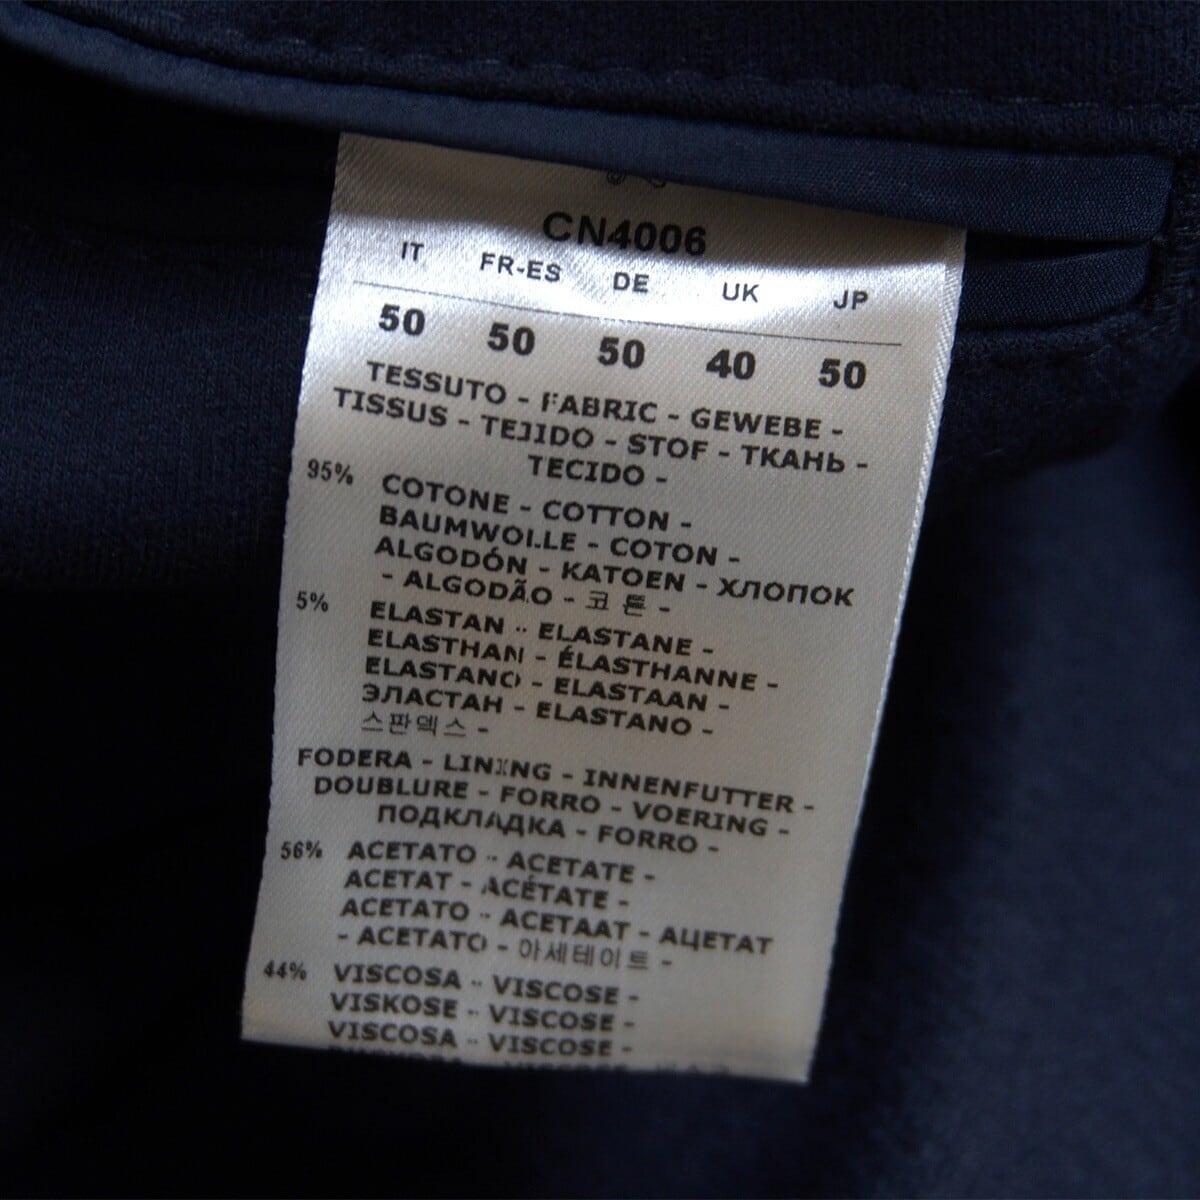 CN4006
IT FR-ES DE UK JP
50 50 50 40 50
TESSUTO - FABRIC - GEWEBE -
TISSUS - TEJIDO - STOF - ТКАНЬ -
TECIDO -
95% COTONE - COTTON -
BAUMWOLLE - COTON -
ALGODÓN - KATOEN - ХЛОПОК
- ALGODÃO - 코튼 -
5% ELASTAN - ELASTANE -
ELASTHAN - ÉLASTHANNE -
ELASTANO - ELASTAAN -
ЭЛАСТАН - ELASTANO -
스판덱스 -
FODERA - LINING - INNENFUTTER -
DOUBLURE - FORRO - VOERING -
ПОДКЛАДКА - FORRO -
56% ACETATO - ACETATE -
ACETAT - ACÉTATE -
ACETATO - ACETAAT - АЦЕТАТ
- ACETATO - 아세테이트 -
44% VISCOSA - VISCOSE -
VISKOSE - VISCOSE -
VISCOSA - VISCOSE -